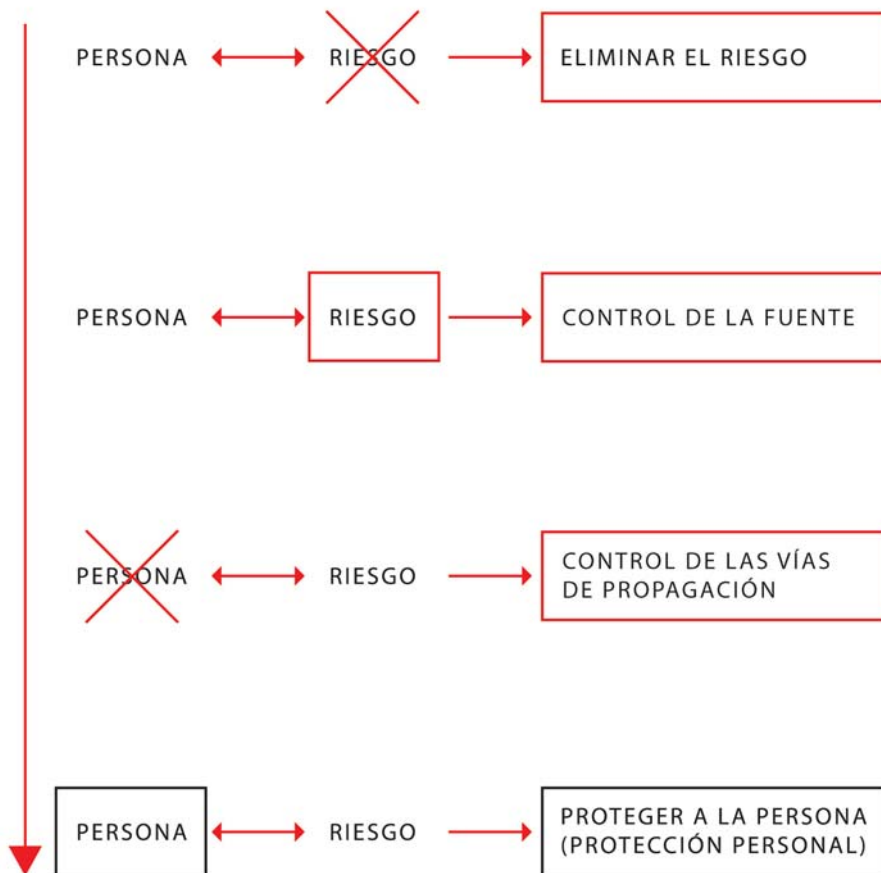 PERSONA RIESGO ELIMINAR EL RIESGO
PERSONA RIESGO CONTROL DE LA FUENTE
PERSONA RIESGO CONTROL DE LAS VÍAS
DE PROPAGACIÓN
PERSONA RIESGO PROTEGER A LA PERSONA
(PROTECCIÓN PERSONAL)